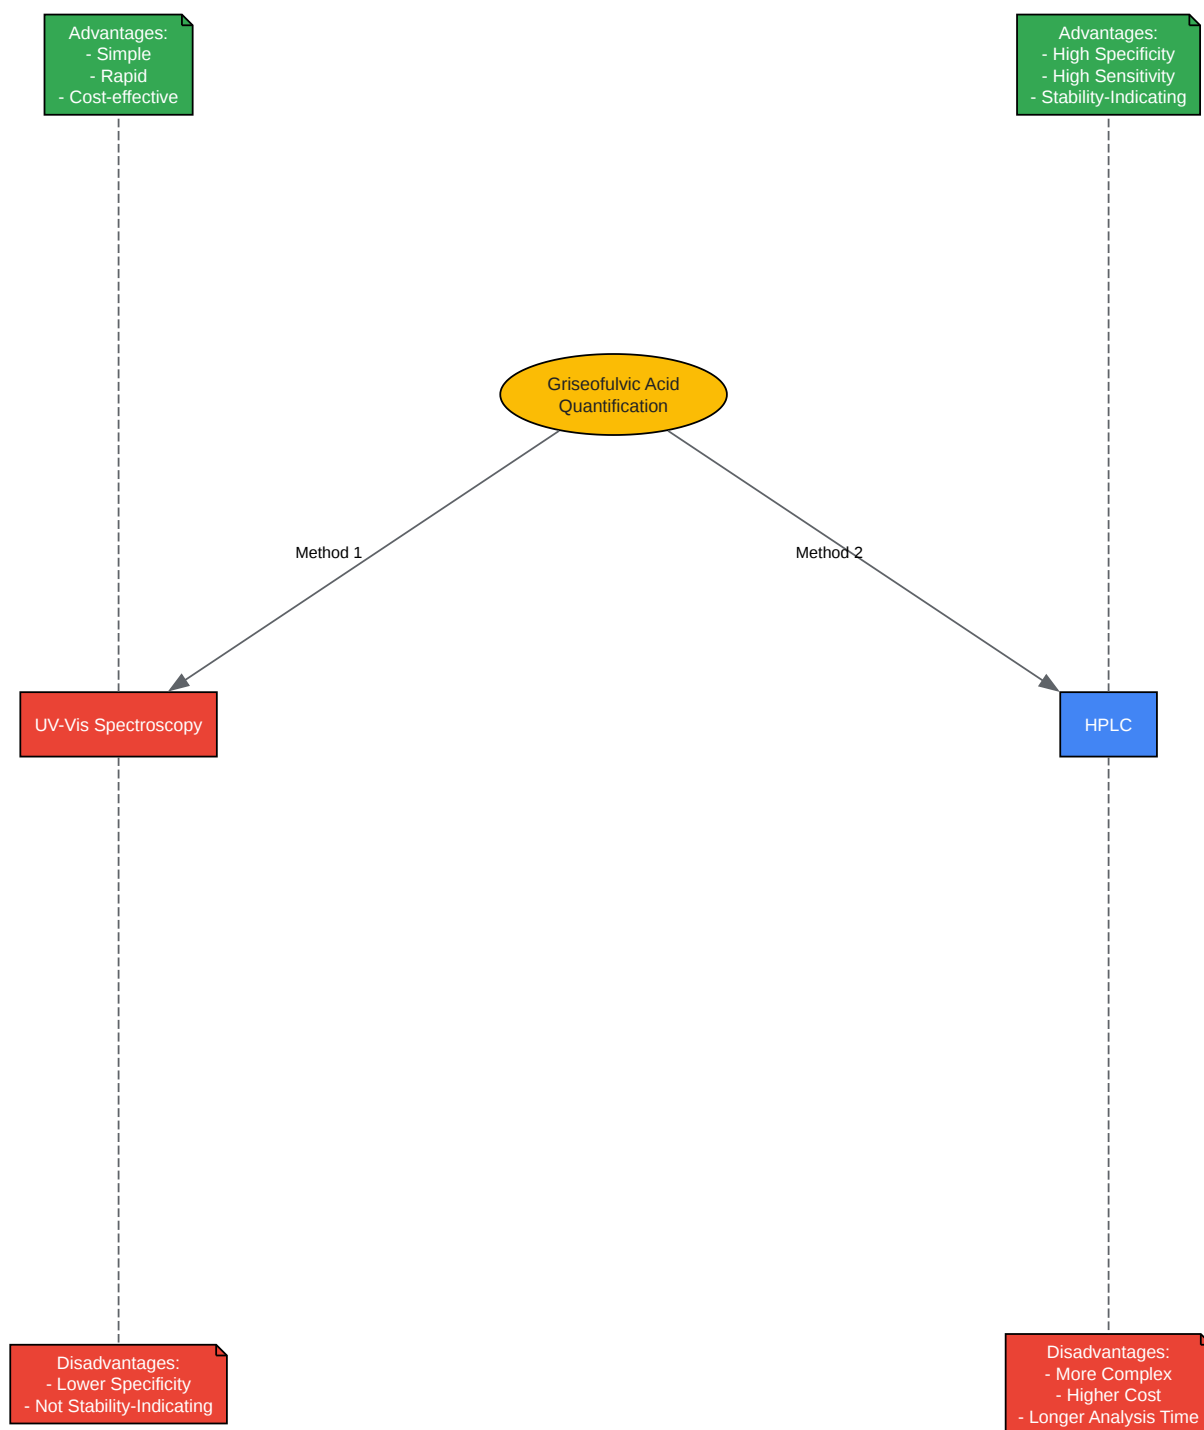 Advantages:
- Simple
- Rapid
- Cost-effective
Advantages:
- High Specificity
- High Sensitivity
- Stability-Indicating
Griseofulvic Acid
Quantification
Method 1
Method 2
UV-Vis Spectroscopy
HPLC
Disadvantages:
- Lower Specificity
- Not Stability-Indicating
Disadvantages:
- More Complex
- Higher Cost
- Longer Analysis Time